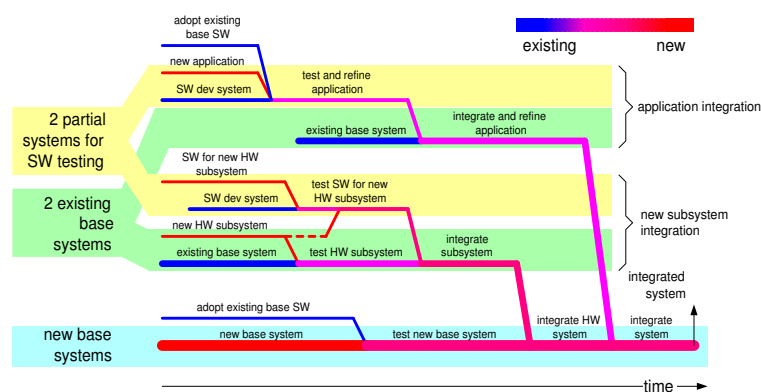 adopt existing
base SW
existing
new
new application
SW dev system
test and refine
application
application integration
2 partial
systems for
SW testing
existing base system
integrate and refine
application
SW for new HW
subsystem
SW dev system
test SW for new
HW subsystem
2 existing
base
systems
new HW subsystem
existing base system
test HW subsystem
integrate
subsystem
new subsystem
integration
integrated
system
adopt existing base SW
new base
systems
new base system
test new base system
integrate HW
system
integrate
system
time